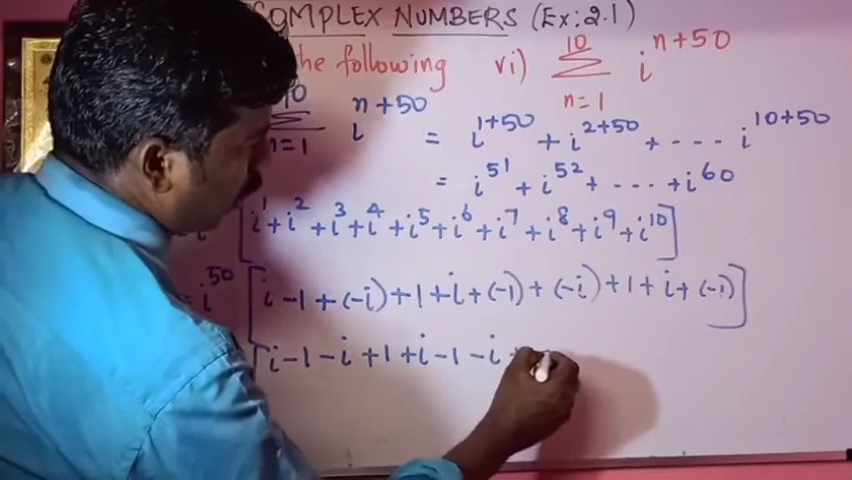 COMPLEX NUMBERS (Ex:2.1)
the following vi) 10 Σ n=1 i^{n+50}
10 Σ n=1 i^{n+50} = i^{1+50} + i^{2+50} + ---- i^{10+50}
= i^{51} + i^{52} + ---- + i^{60}
[i^1 + i^2 + i^3 + i^4 + i^5 + i^6 + i^7 + i^8 + i^9 + i^{10}]
= i^{50} [i - 1 + (-i) + 1 + i + (-1) + (-i) + 1 + i + (-1)]
[i - 1 - i + 1 + i - 1 - i